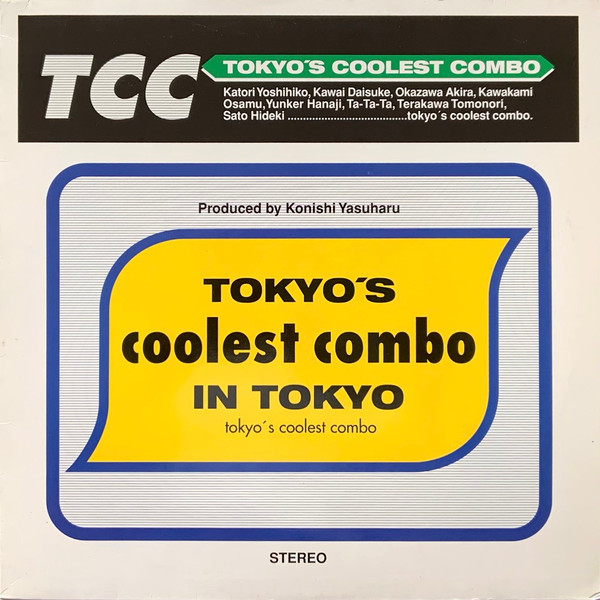 TCC
TOKYO´S COOLEST COMBO
Katori Yoshihiko, Kawai Daisuke, Okazawa Akira, Kawakami
Osamu, Yunker Hanaji, Ta-Ta-Ta, Terakawa Tomonori,
Sato Hideki .......................................tokyo´s coolest combo.
Produced by Konishi Yasuharu
TOKYO´S
coolest combo
IN TOKYO
tokyo´s coolest combo
STEREO